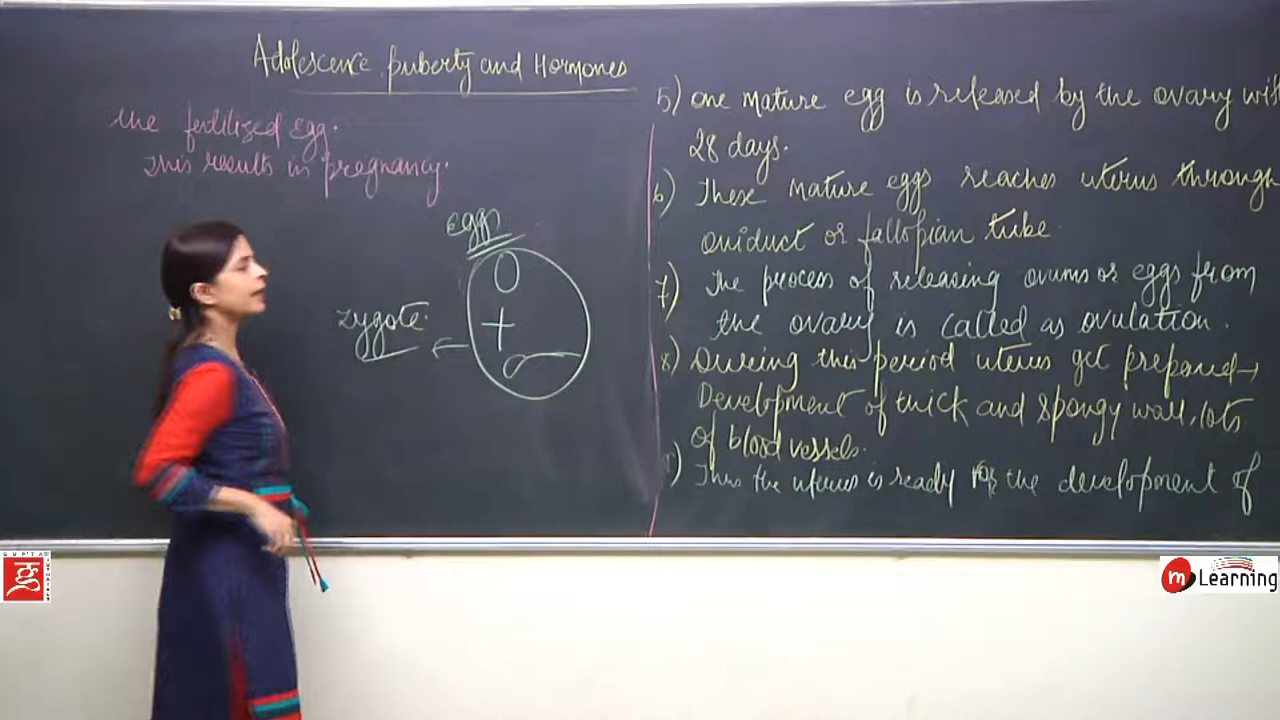 Adolescence, puberty and Hormones
the fertilized egg.
This results in pregnancy.
eggs
zygote
5) one mature egg is released by the ovary with
28 days.
6) These mature eggs reaches uterus through
oviduct or fallopian tube
7) The process of releasing ovums or eggs from
the ovary is called as ovulation.
8) During this period uterus get prepared→
Development of thick and spongy wall, lots
of blood vessels.
9) Thus the uterus is ready for the development of
GUPTA
m Learning